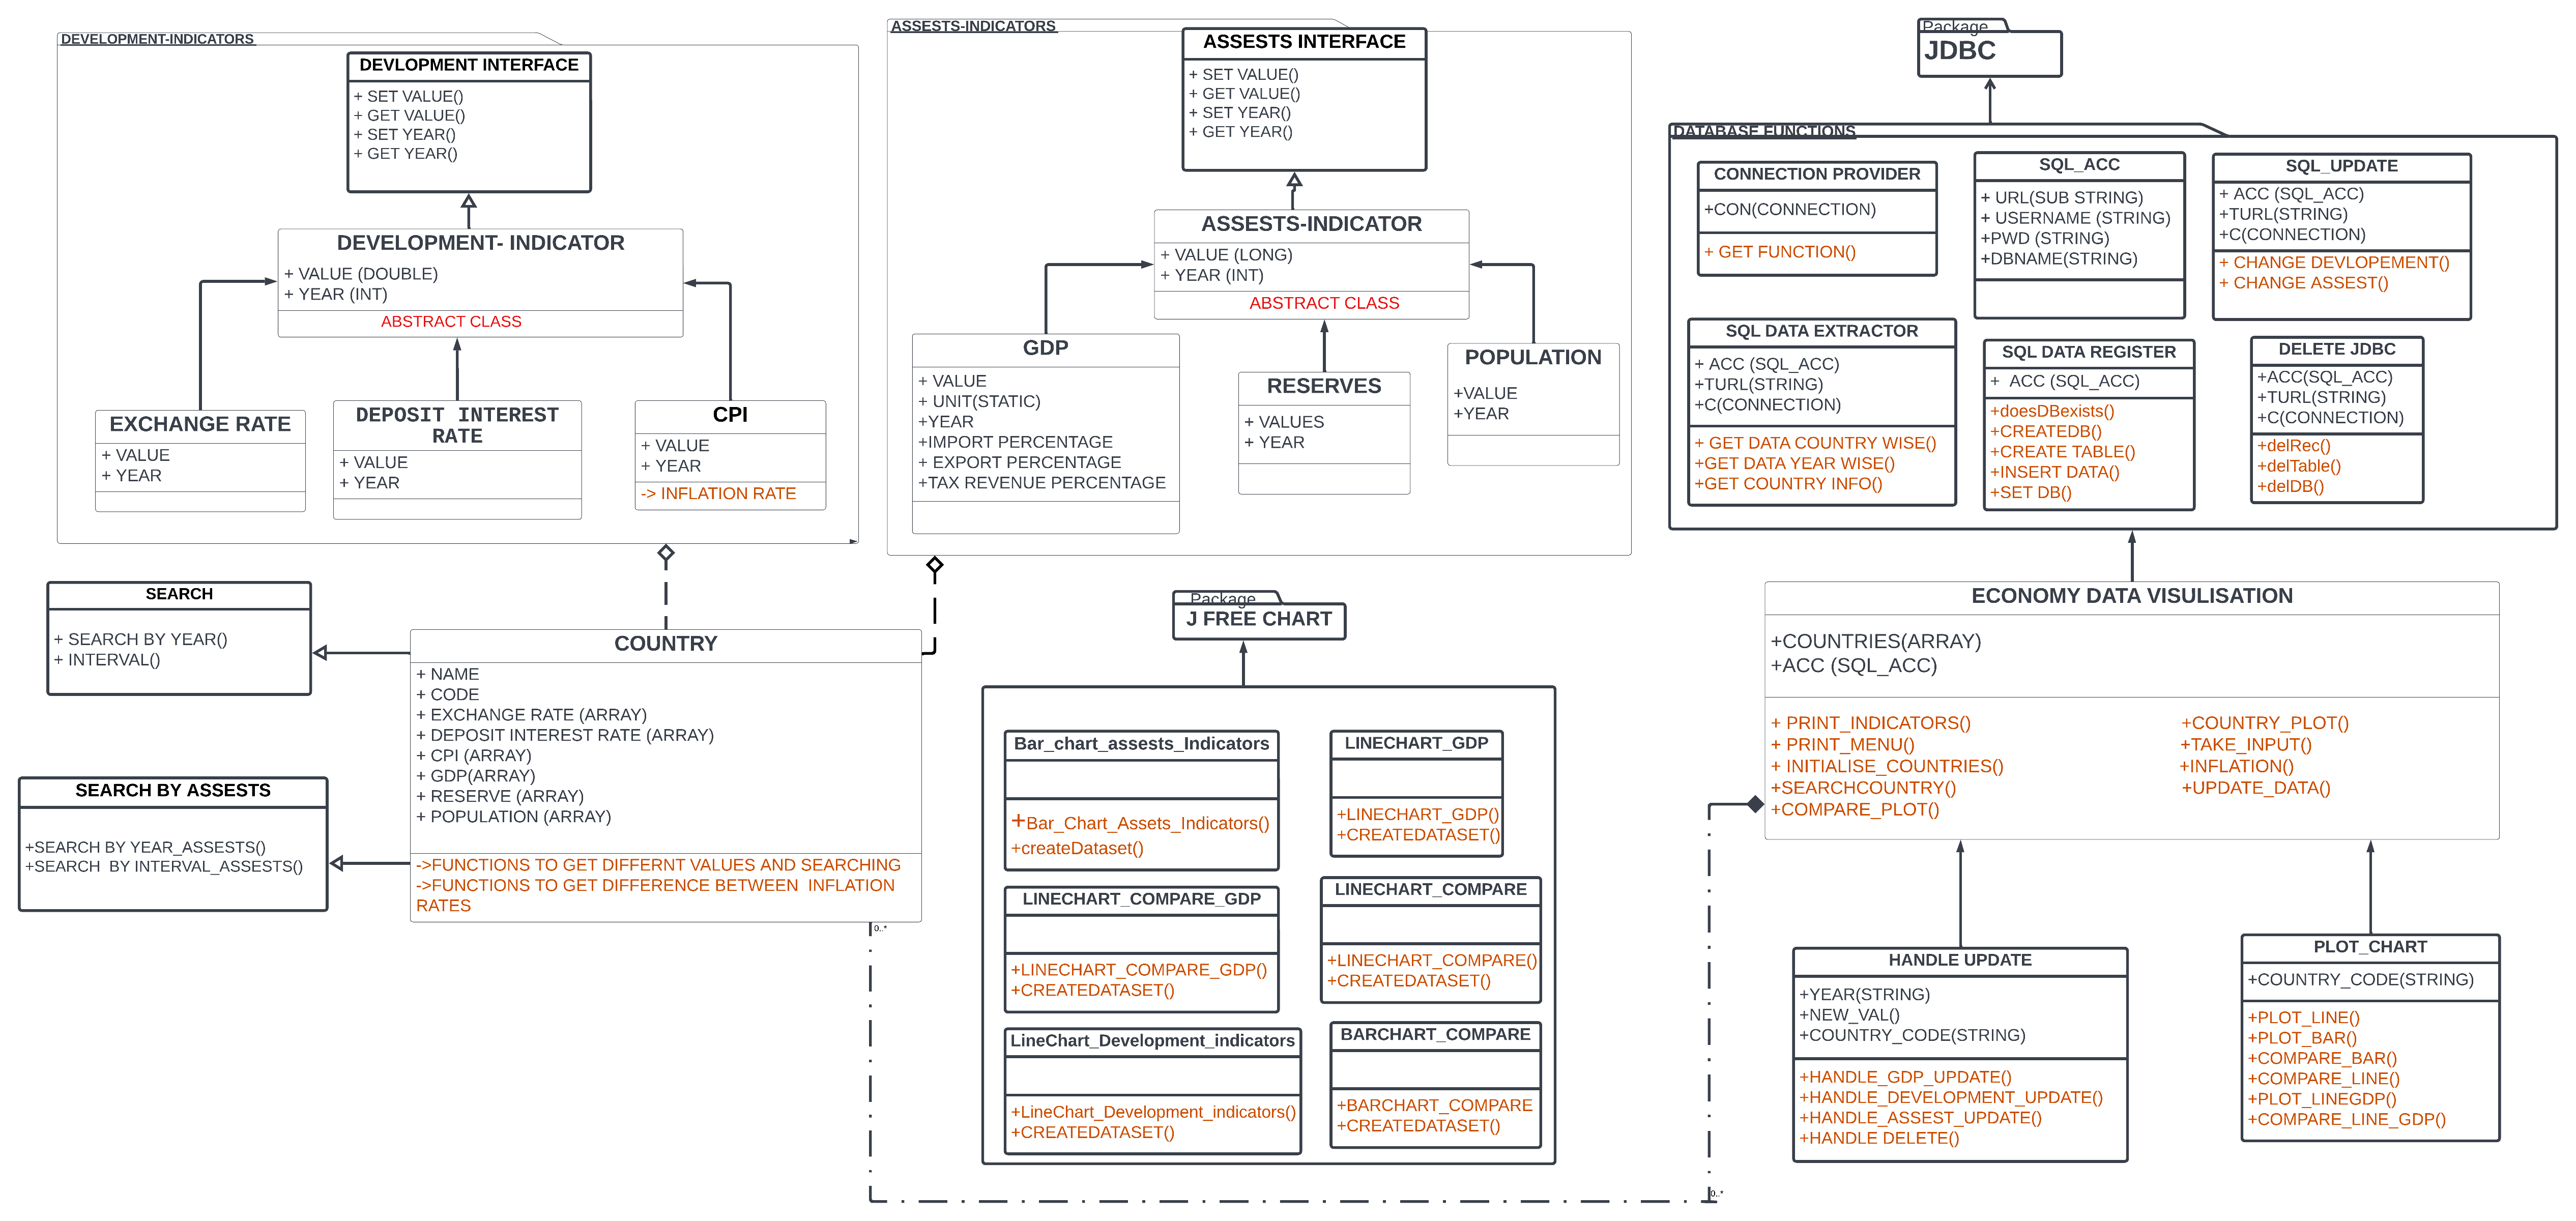 DEVELOPMENT-INDICATORS
DEVLOPMENT INTERFACE
+ SET VALUE()
+ GET VALUE()
+ SET YEAR()
+ GET YEAR()
DEVELOPMENT- INDICATOR
+ VALUE (DOUBLE)
+ YEAR (INT)
ABSTRACT CLASS
EXCHANGE RATE
+ VALUE
+ YEAR
DEPOSIT INTEREST
RATE
+ VALUE
+ YEAR
CPI
+ VALUE
+ YEAR
-> INFLATION RATE
ASSESTS-INDICATORS
ASSESTS INTERFACE
+ SET VALUE()
+ GET VALUE()
+ SET YEAR()
+ GET YEAR()
ASSESTS-INDICATOR
+ VALUE (LONG)
+ YEAR (INT)
ABSTRACT CLASS
GDP
+ VALUE
+ UNIT(STATIC)
+YEAR
+IMPORT PERCENTAGE
+ EXPORT PERCENTAGE
+TAX REVENUE PERCENTAGE
RESERVES
+ VALUES
+ YEAR
POPULATION
+VALUE
+YEAR
Package
JDBC
DATABASE FUNCTIONS
CONNECTION PROVIDER
+CON(CONNECTION)
+ GET FUNCTION()
SQL_ACC
+ URL(SUB STRING)
+ USERNAME (STRING)
+PWD (STRING)
+DBNAME(STRING)
SQL_UPDATE
+ ACC (SQL_ACC)
+TURL(STRING)
+C(CONNECTION)
+ CHANGE DEVLOPEMENT()
+ CHANGE ASSEST()
SQL DATA EXTRACTOR
+ ACC (SQL_ACC)
+TURL(STRING)
+C(CONNECTION)
+ GET DATA COUNTRY WISE()
+GET DATA YEAR WISE()
+GET COUNTRY INFO()
SQL DATA REGISTER
+  ACC (SQL_ACC)
+doesDBexists()
+CREATEDB()
+CREATE TABLE()
+INSERT DATA()
+SET DB()
DELETE JDBC
+ACC(SQL_ACC)
+TURL(STRING)
+C(CONNECTION)
+delRec()
+delTable()
+delDB()
SEARCH
+ SEARCH BY YEAR()
+ INTERVAL()
SEARCH BY ASSESTS
+SEARCH BY YEAR_ASSESTS()
+SEARCH  BY INTERVAL_ASSESTS()
COUNTRY
+ NAME
+ CODE
+ EXCHANGE RATE (ARRAY)
+ DEPOSIT INTEREST RATE (ARRAY)
+ CPI (ARRAY)
+ GDP(ARRAY)
+ RESERVE (ARRAY)
+ POPULATION (ARRAY)
->FUNCTIONS TO GET DIFFERNT VALUES AND SEARCHING
->FUNCTIONS TO GET DIFFERENCE BETWEEN  INFLATION
RATES
0..*
Package
J FREE CHART
Bar_chart_assests_Indicators
+Bar_Chart_Assets_Indicators()
+createDataset()
LINECHART_GDP
+LINECHART_GDP()
+CREATEDATASET()
LINECHART_COMPARE_GDP
+LINECHART_COMPARE_GDP()
+CREATEDATASET()
LINECHART_COMPARE
+LINECHART_COMPARE()
+CREATEDATASET()
LineChart_Development_indicators
+LineChart_Development_indicators()
+CREATEDATASET()
BARCHART_COMPARE
+BARCHART_COMPARE
+CREATEDATASET()
ECONOMY DATA VISULISATION
+COUNTRIES(ARRAY)
+ACC (SQL_ACC)
+ PRINT_INDICATORS() +COUNTRY_PLOT()
+ PRINT_MENU() +TAKE_INPUT()
+ INITIALISE_COUNTRIES() +INFLATION()
+SEARCHCOUNTRY() +UPDATE_DATA()
+COMPARE_PLOT()
HANDLE UPDATE
+YEAR(STRING)
+NEW_VAL()
+COUNTRY_CODE(STRING)
+HANDLE_GDP_UPDATE()
+HANDLE_DEVELOPMENT_UPDATE()
+HANDLE_ASSEST_UPDATE()
+HANDLE DELETE()
PLOT_CHART
+COUNTRY_CODE(STRING)
+PLOT_LINE()
+PLOT_BAR()
+COMPARE_BAR()
+COMPARE_LINE()
+PLOT_LINEGDP()
+COMPARE_LINE_GDP()
0..*